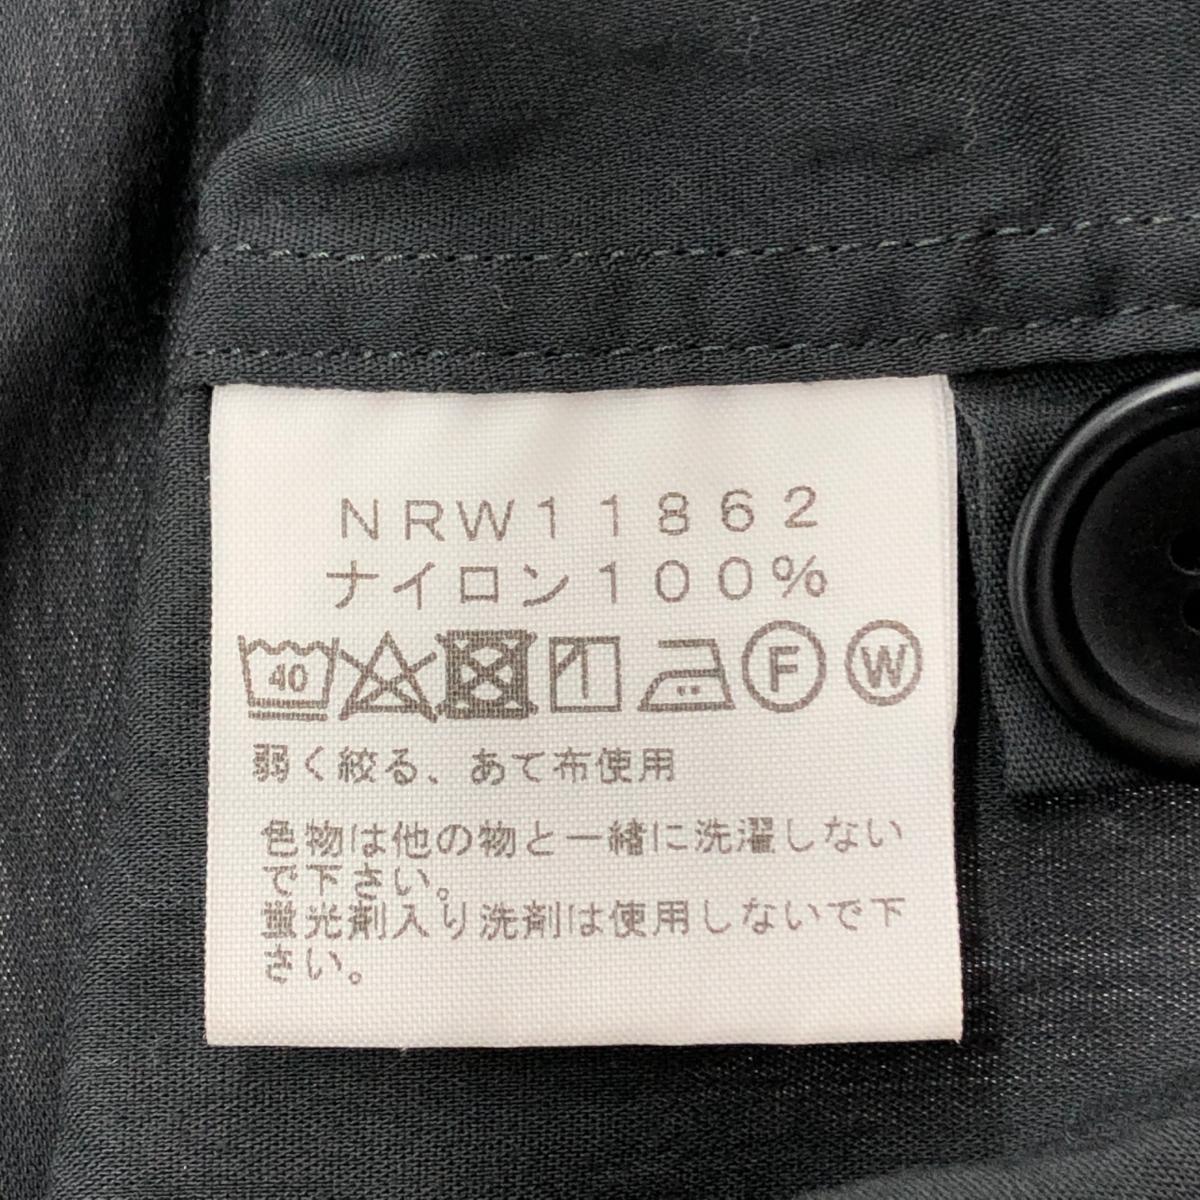 NRW11862
ナイロン100%
40 F W
弱く絞る、あて布使用
色物は他の物と一緒に洗濯しない
で下さい。
蛍光剤入り洗剤は使用しないで下
さい。